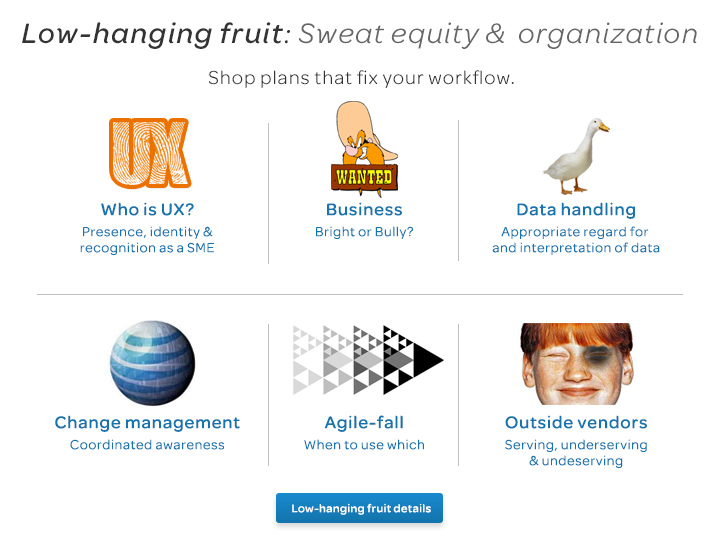 Low-hanging fruit: Sweat equity & organization
Shop plans that fix your workflow.
UX
WANTED
Who is UX?
Business
Data handling
Presence, identity &
recognition as a SME
Bright or Bully?
Appropriate regard for
and interpretation of data
Change management
Agile-fall
Outside vendors
Coordinated awareness
When to use which
Serving, underserving
& undeserving
Low-hanging fruit details